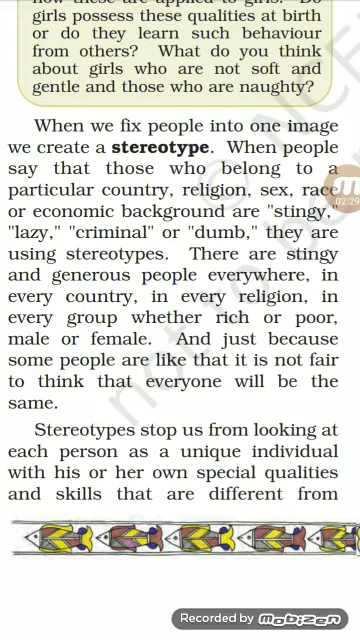 now these are applied to girls. Do
girls possess these qualities at birth
or do they learn such behaviour
from others? What do you think
about girls who are not soft and
gentle and those who are naughty?
When we fix people into one image
we create a stereotype. When people
say that those who belong to a
particular country, religion, sex, race
or economic background are "stingy,"
"lazy," "criminal" or "dumb," they are
using stereotypes. There are stingy
and generous people everywhere, in
every country, in every religion, in
every group whether rich or poor,
male or female. And just because
some people are like that it is not fair
to think that everyone will be the
same.
Stereotypes stop us from looking at
each person as a unique individual
with his or her own special qualities
and skills that are different from
02:29
© NCE
not to be
Recorded by mobizen